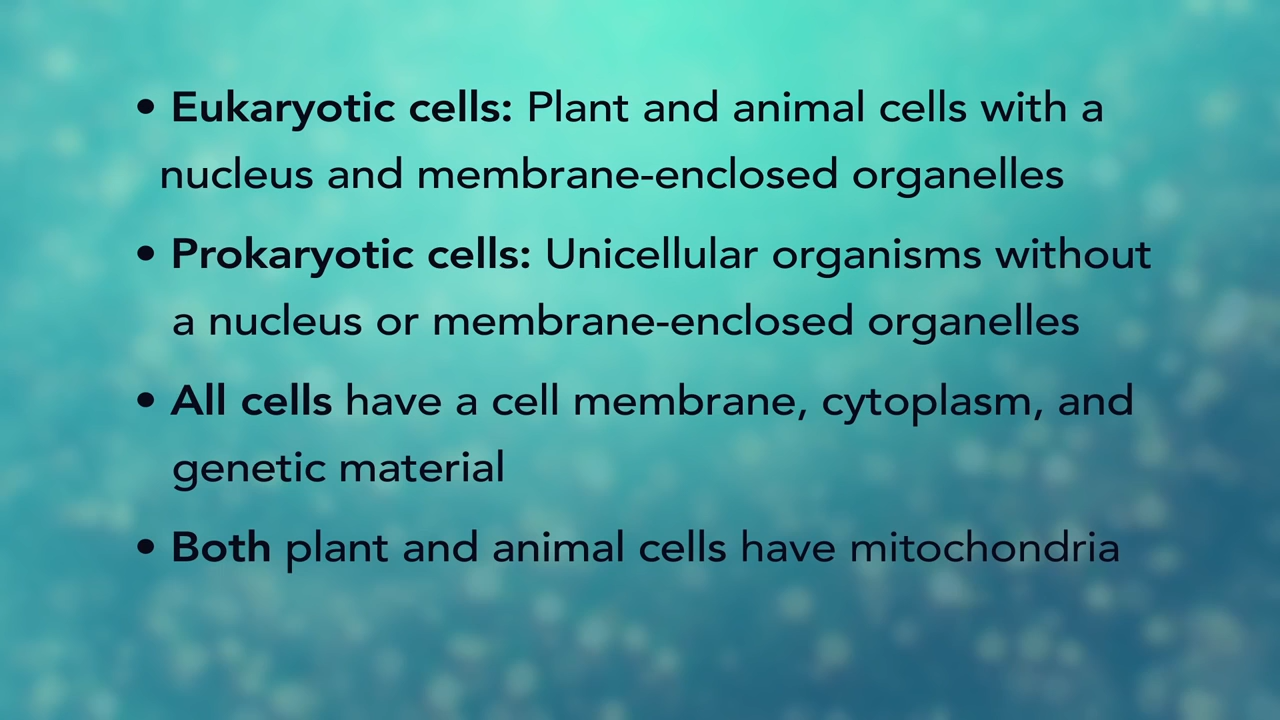 • Eukaryotic cells: Plant and animal cells with a
nucleus and membrane-enclosed organelles
• Prokaryotic cells: Unicellular organisms without
a nucleus or membrane-enclosed organelles
• All cells have a cell membrane, cytoplasm, and
genetic material
• Both plant and animal cells have mitochondria